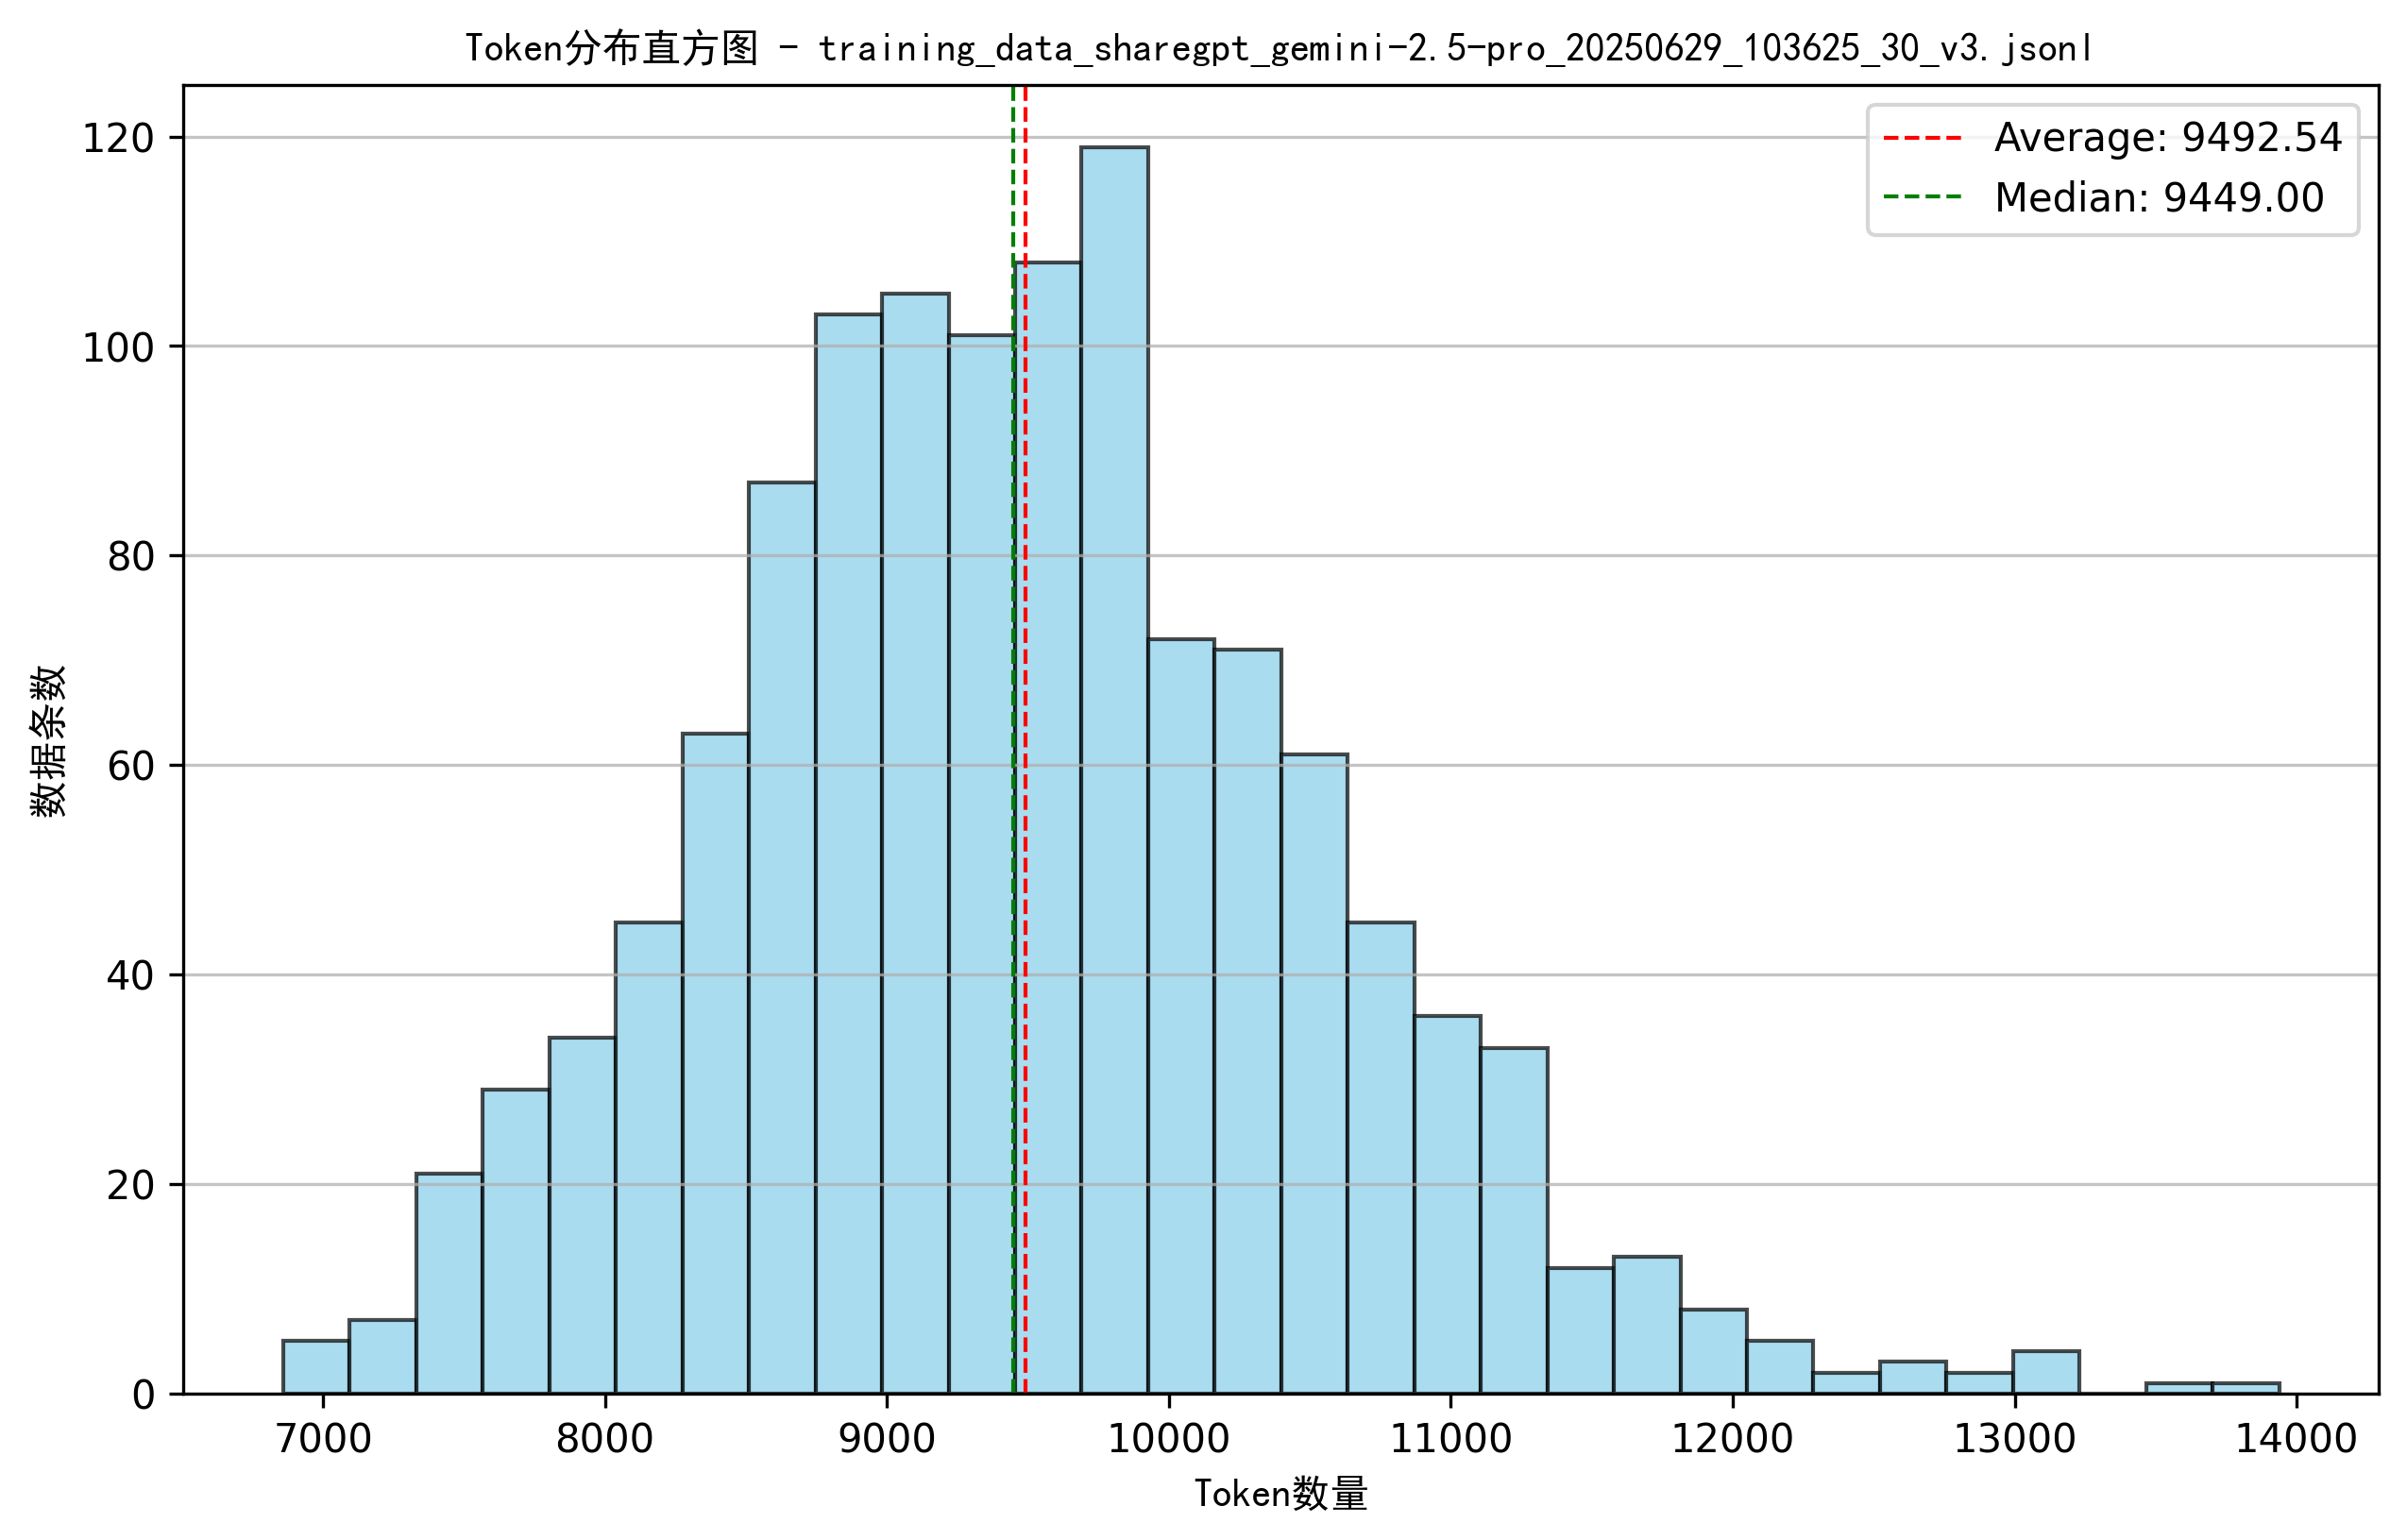 Token分布直方图 - training_data_sharegpt_gemini-2.5-pro_20250629_103625_30_v3.jsonl
Average: 9492.54
Median: 9449.00
120
100
80
60
40
20
0
数据条数
7000 8000 9000 10000 11000 12000 13000 14000
Token数量